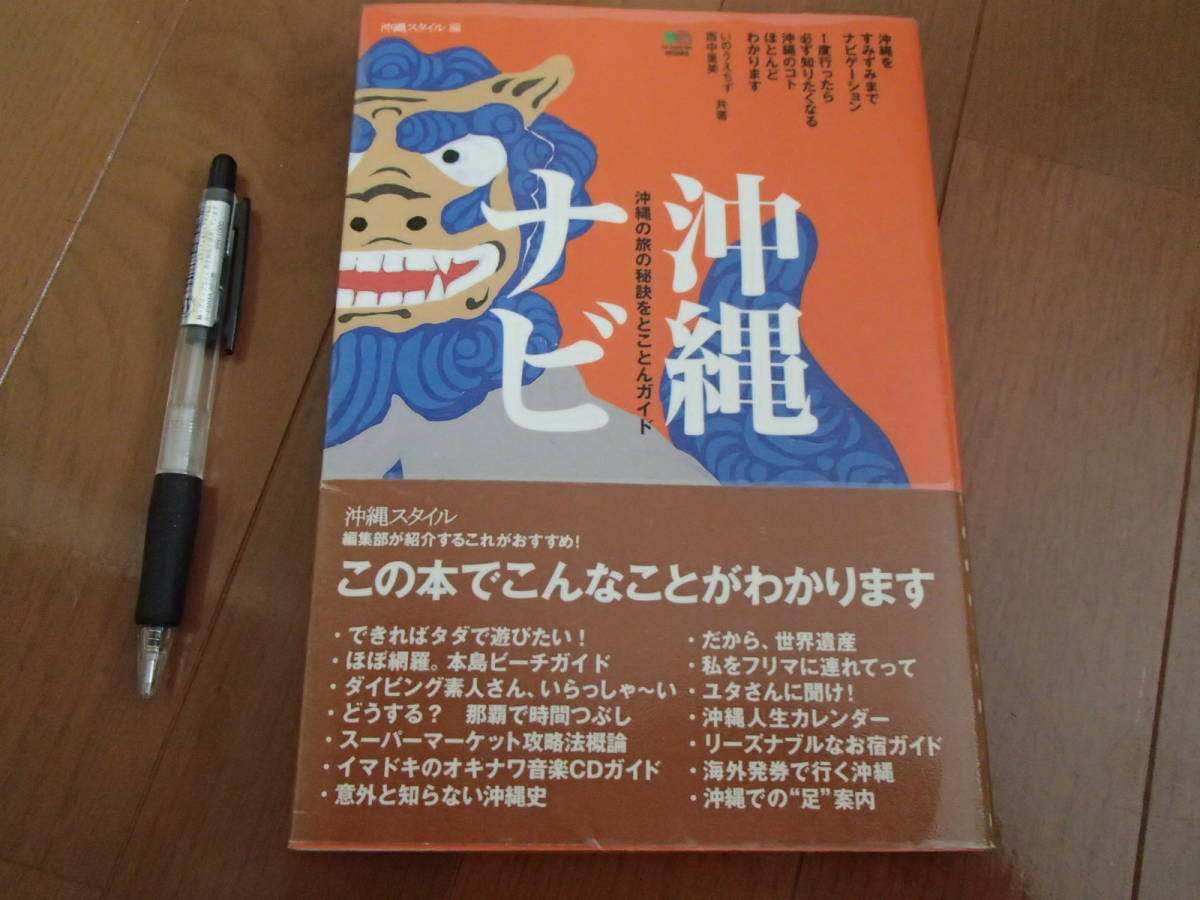 沖縄スタイル 編
沖縄を
すみずみまで
ナビゲーション
1度行ったら
必ず知りたくなる
沖縄のコト
ほとんど
わかります
いのうえちず
西中里美 共著
沖縄
ナビ
沖縄の旅の秘訣をとことんガイド
沖縄スタイル
編集部が紹介するこれがおすすめ!
この本でこんなことがわかります
・できればタダで遊びたい!
・ほぼ網羅。本島ビーチガイド
・ダイビング素人さん、いらっしゃ〜い
・どうする? 那覇で時間つぶし
・スーパーマーケット攻略法概論
・イマドキのオキナワ音楽CDガイド
・意外と知らない沖縄史
・だから、世界遺産
・私をフリマに連れてって
・ユタさんに聞け!
・沖縄人生カレンダー
・リーズナブルなお宿ガイド
・海外発券で行く沖縄
・沖縄での“足”案内